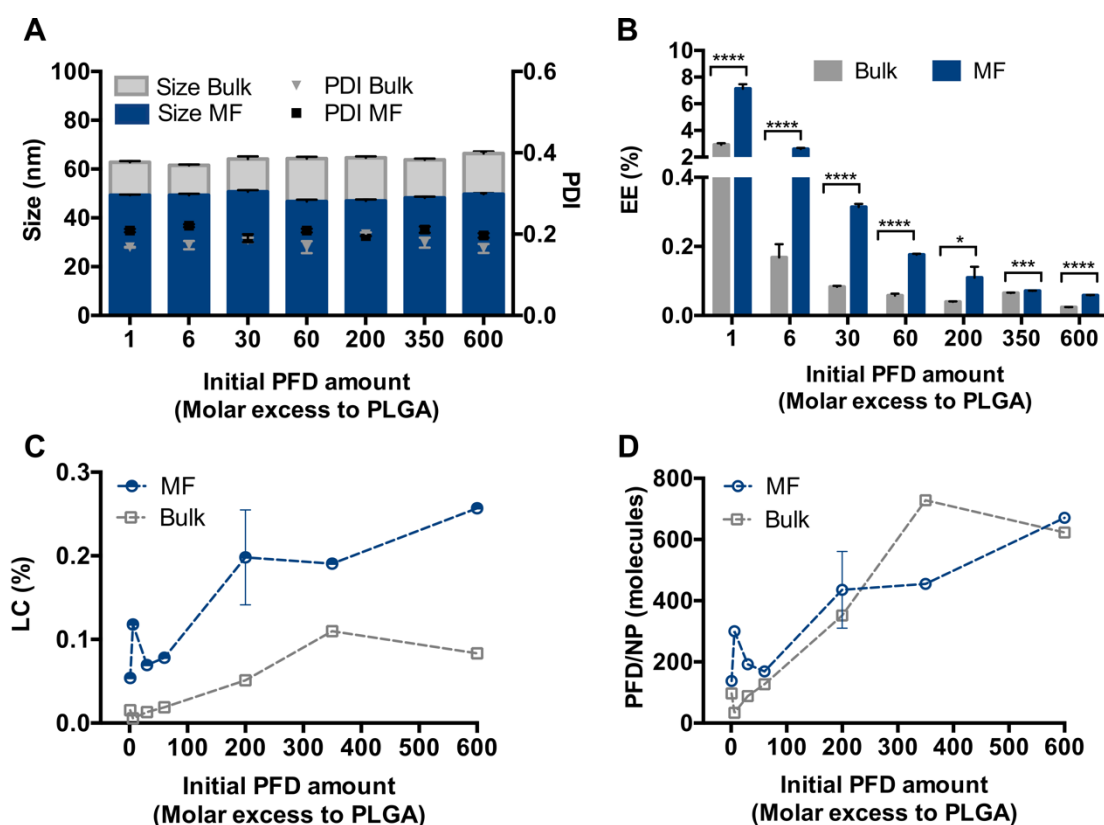 A
Size (nm)
100
80
60
40
20
0
Size Bulk
Size MF
PDI Bulk
PDI MF
0.6
0.4
0.2
0.0
PDI
1 6 30 60 200 350 600
Initial PFD amount
(Molar excess to PLGA)
B
EE (%)
10
8
6
4
2
0.4
0.2
0.0
Bulk MF
**** **** **** **** * *** ****
1 6 30 60 200 350 600
Initial PFD amount
(Molar excess to PLGA)
C
LC (%)
0.3
0.2
0.1
0.0
MF
Bulk
0 100 200 300 400 500 600
Initial PFD amount
(Molar excess to PLGA)
D
PFD/NP (molecules)
800
600
400
200
0
MF
Bulk
0 100 200 300 400 500 600
Initial PFD amount
(Molar excess to PLGA)